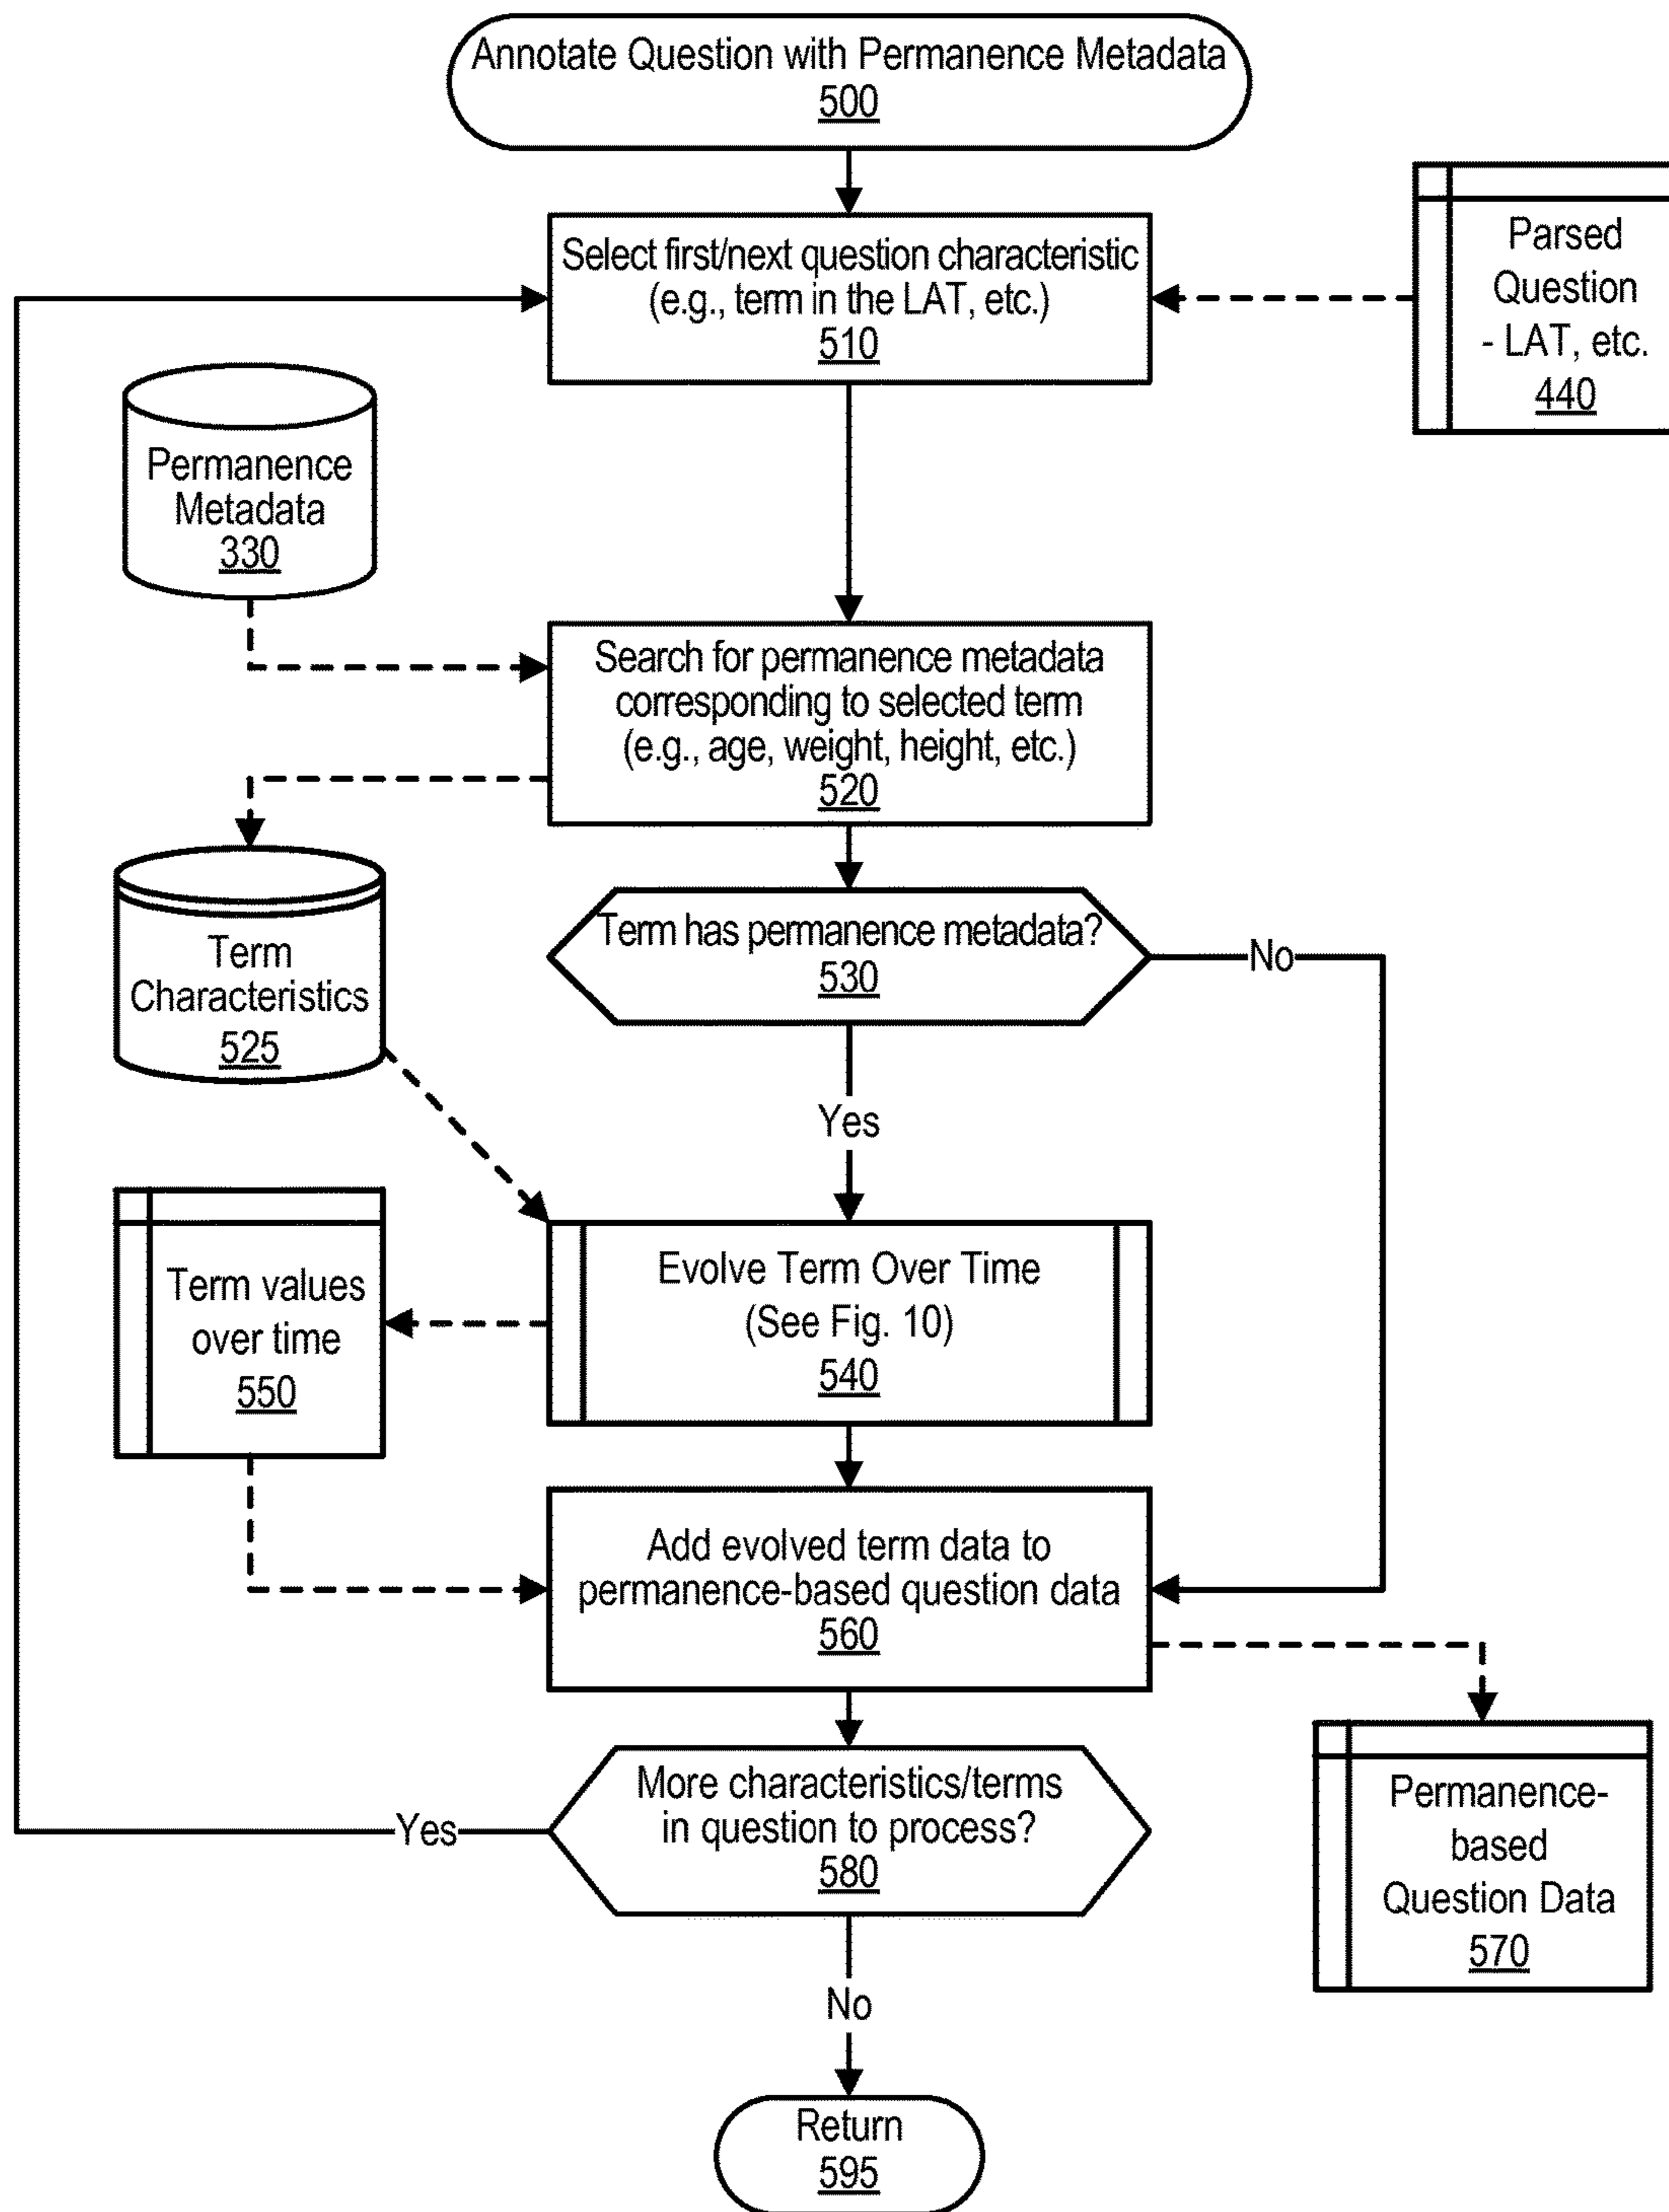 Annotate Question with Permanence Metadata
500
Select first/next question characteristic
(e.g., term in the LAT, etc.)
510
Parsed
Question
- LAT, etc.
440
Permanence
Metadata
330
Search for permanence metadata
corresponding to selected term
(e.g., age, weight, height, etc.)
520
Term
Characteristics
525
Term has permanence metadata?
530
No
Yes
Evolve Term Over Time
(See Fig. 10)
540
Term values
over time
550
Add evolved term data to
permanence-based question data
560
More characteristics/terms
in question to process?
580
Yes
Permanence-
based
Question Data
570
No
Return
595